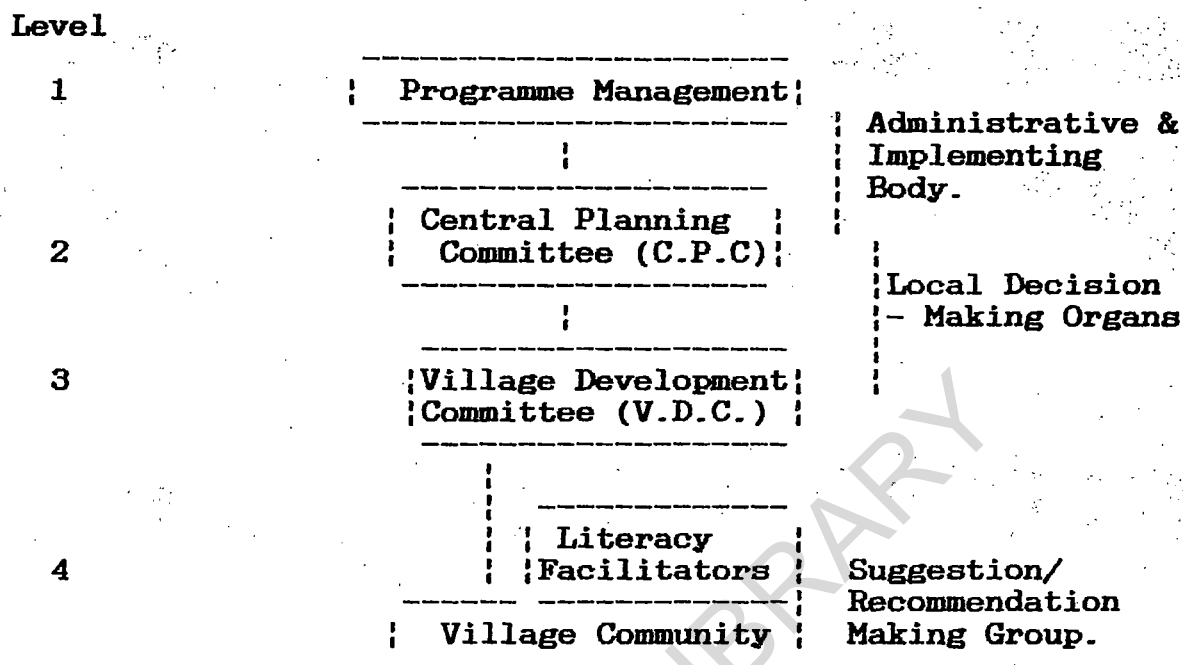 Level
1 Programme Management
Administrative &
Implementing
Body.
Central Planning
2 Committee (C.P.C)
Local Decision
- Making Organs
3 Village Development
Committee (V.D.C.)
Literacy
4 Facilitators Suggestion/
Recommendation
Village Community Making Group.
BRARY